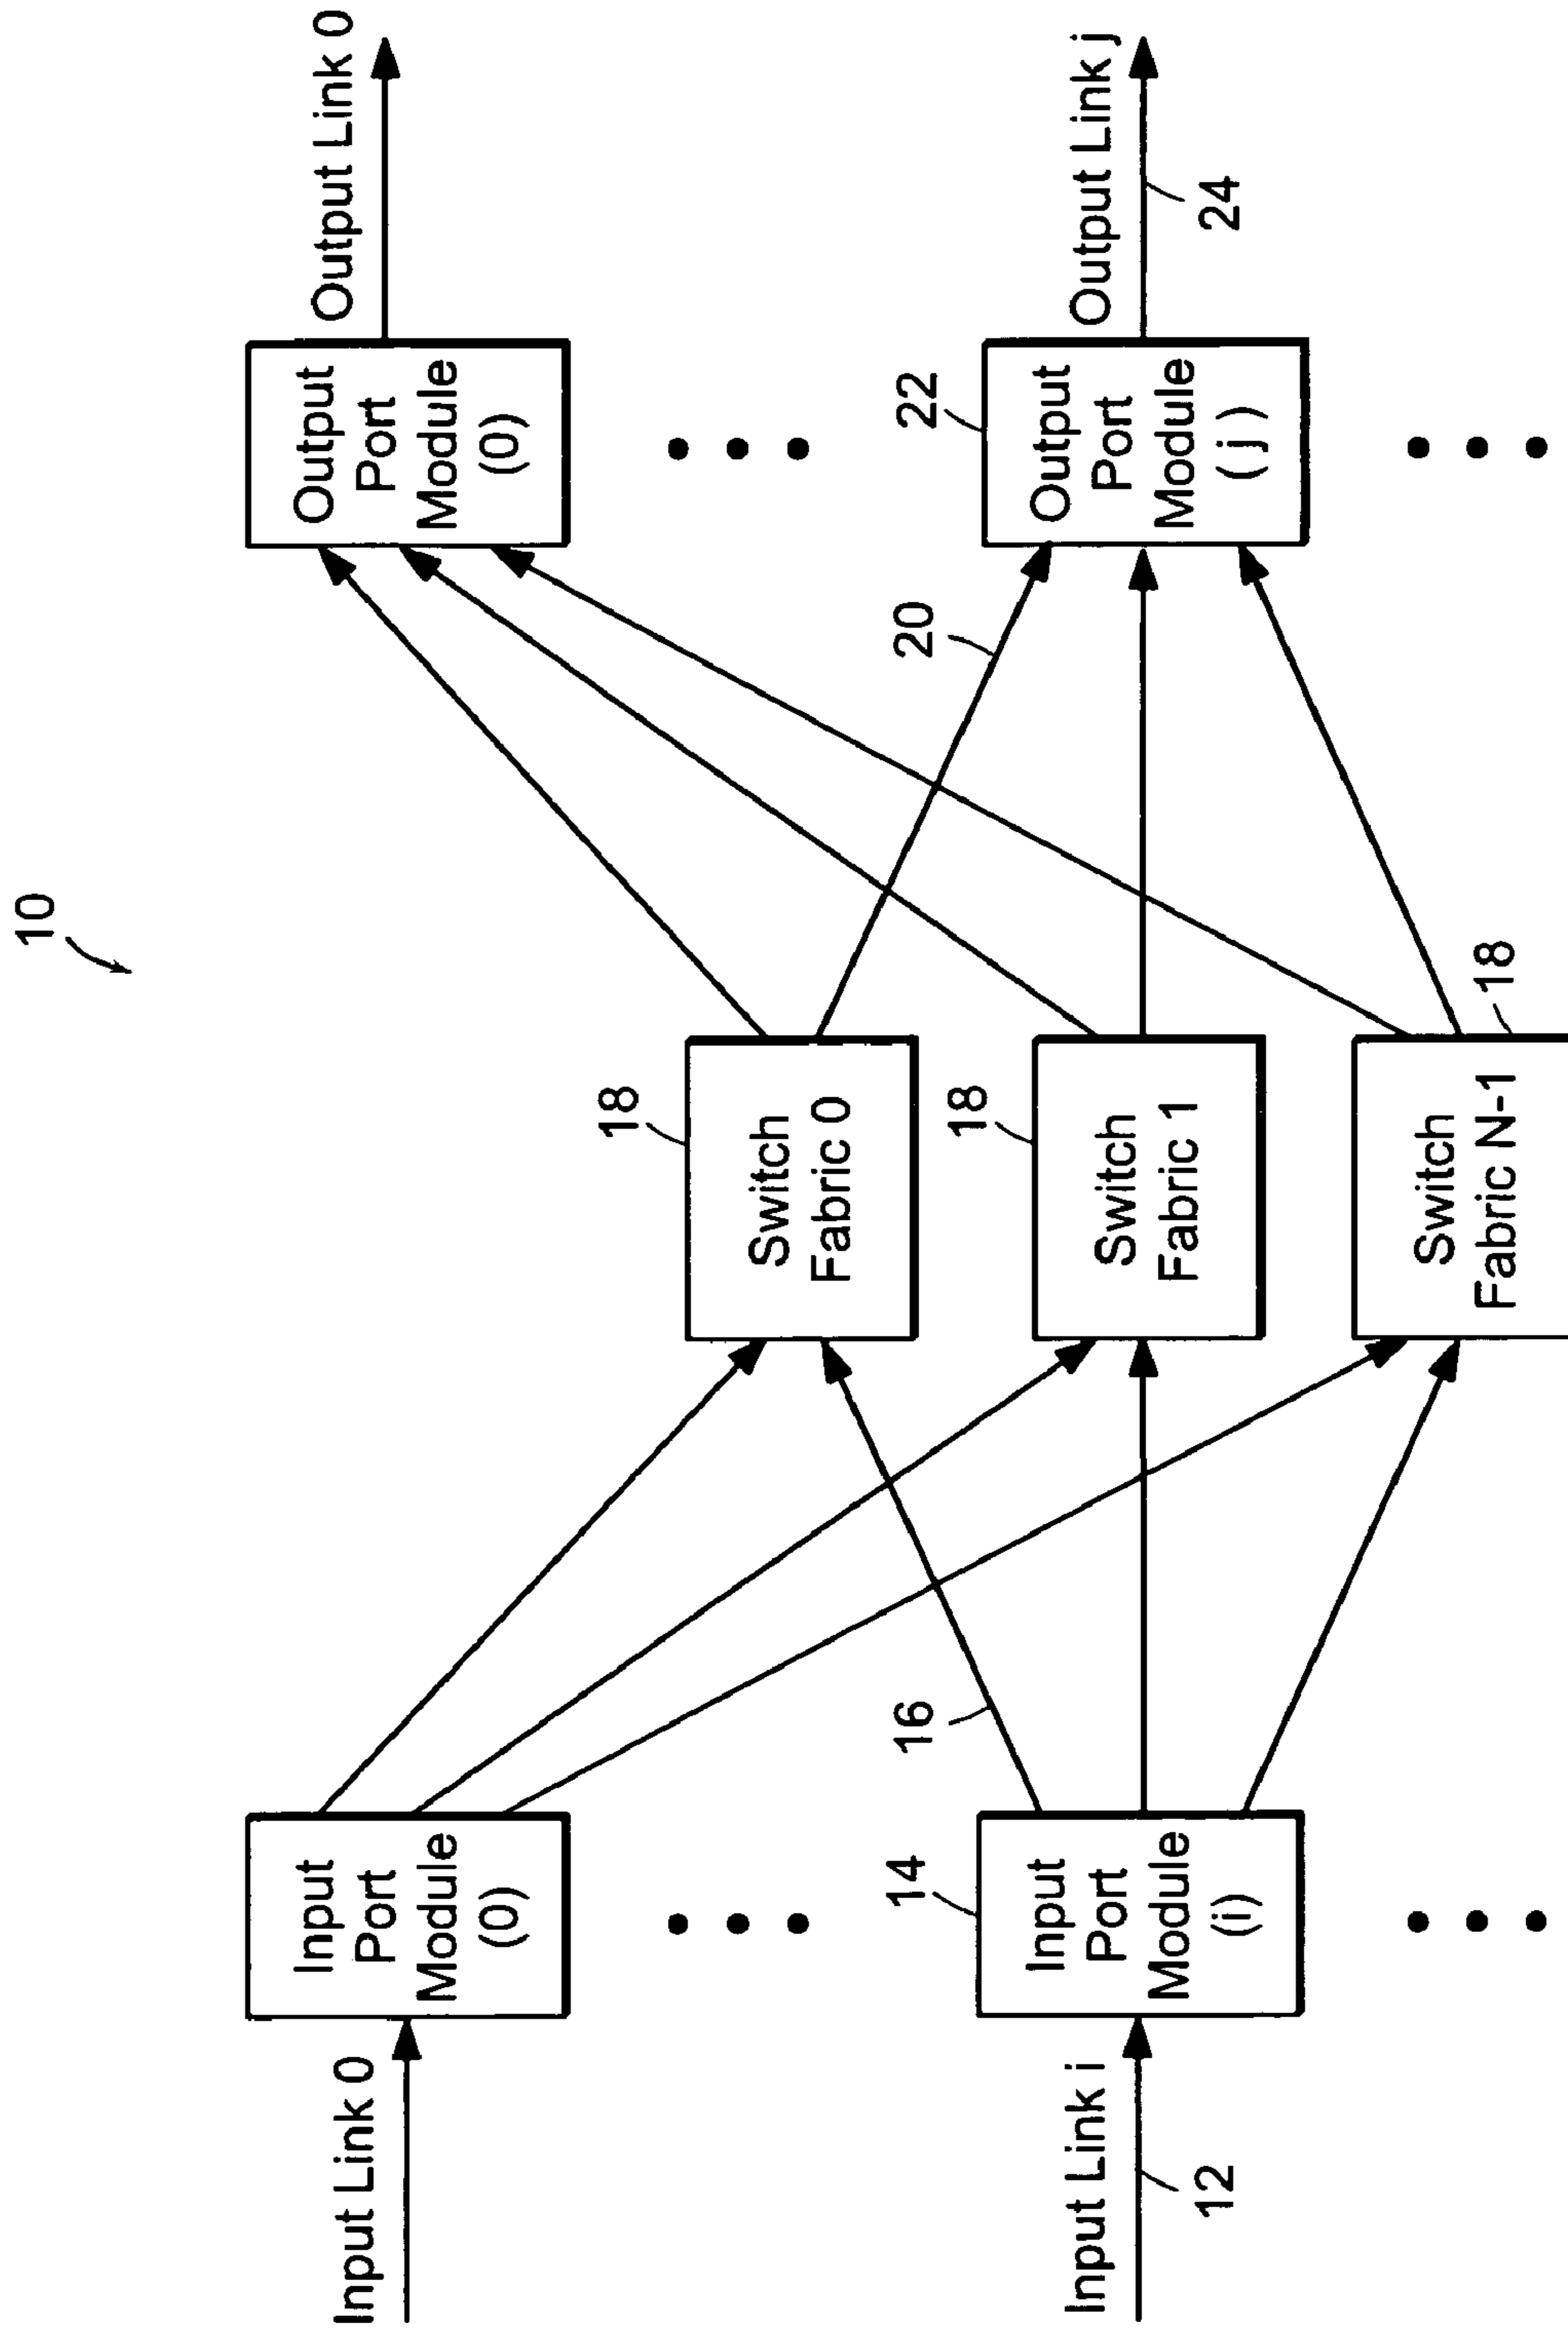 10
Input Link 0
Input
Port
Module
(0)
Output
Port
Module
(0)
Output Link 0
18
Switch
Fabric 0
Input Link i
12
14
Input
Port
Module
(i)
16
18
Switch
Fabric 1
20
22
Output
Port
Module
(j)
Output Link j
24
Switch
Fabric N-1
18